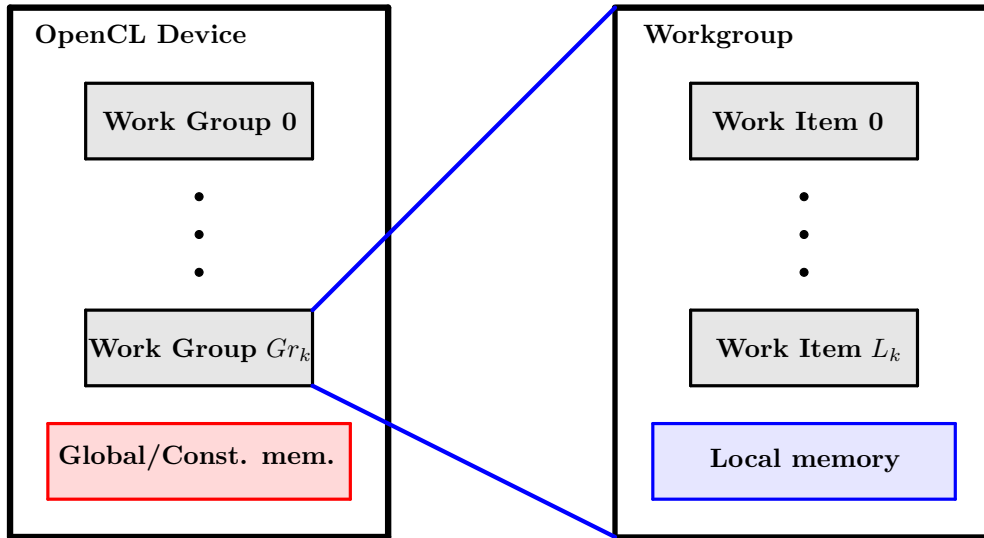 OpenCL Device
Work Group 0
Work Group Gr_k
Global/Const. mem.
Workgroup
Work Item 0
Work Item L_k
Local memory